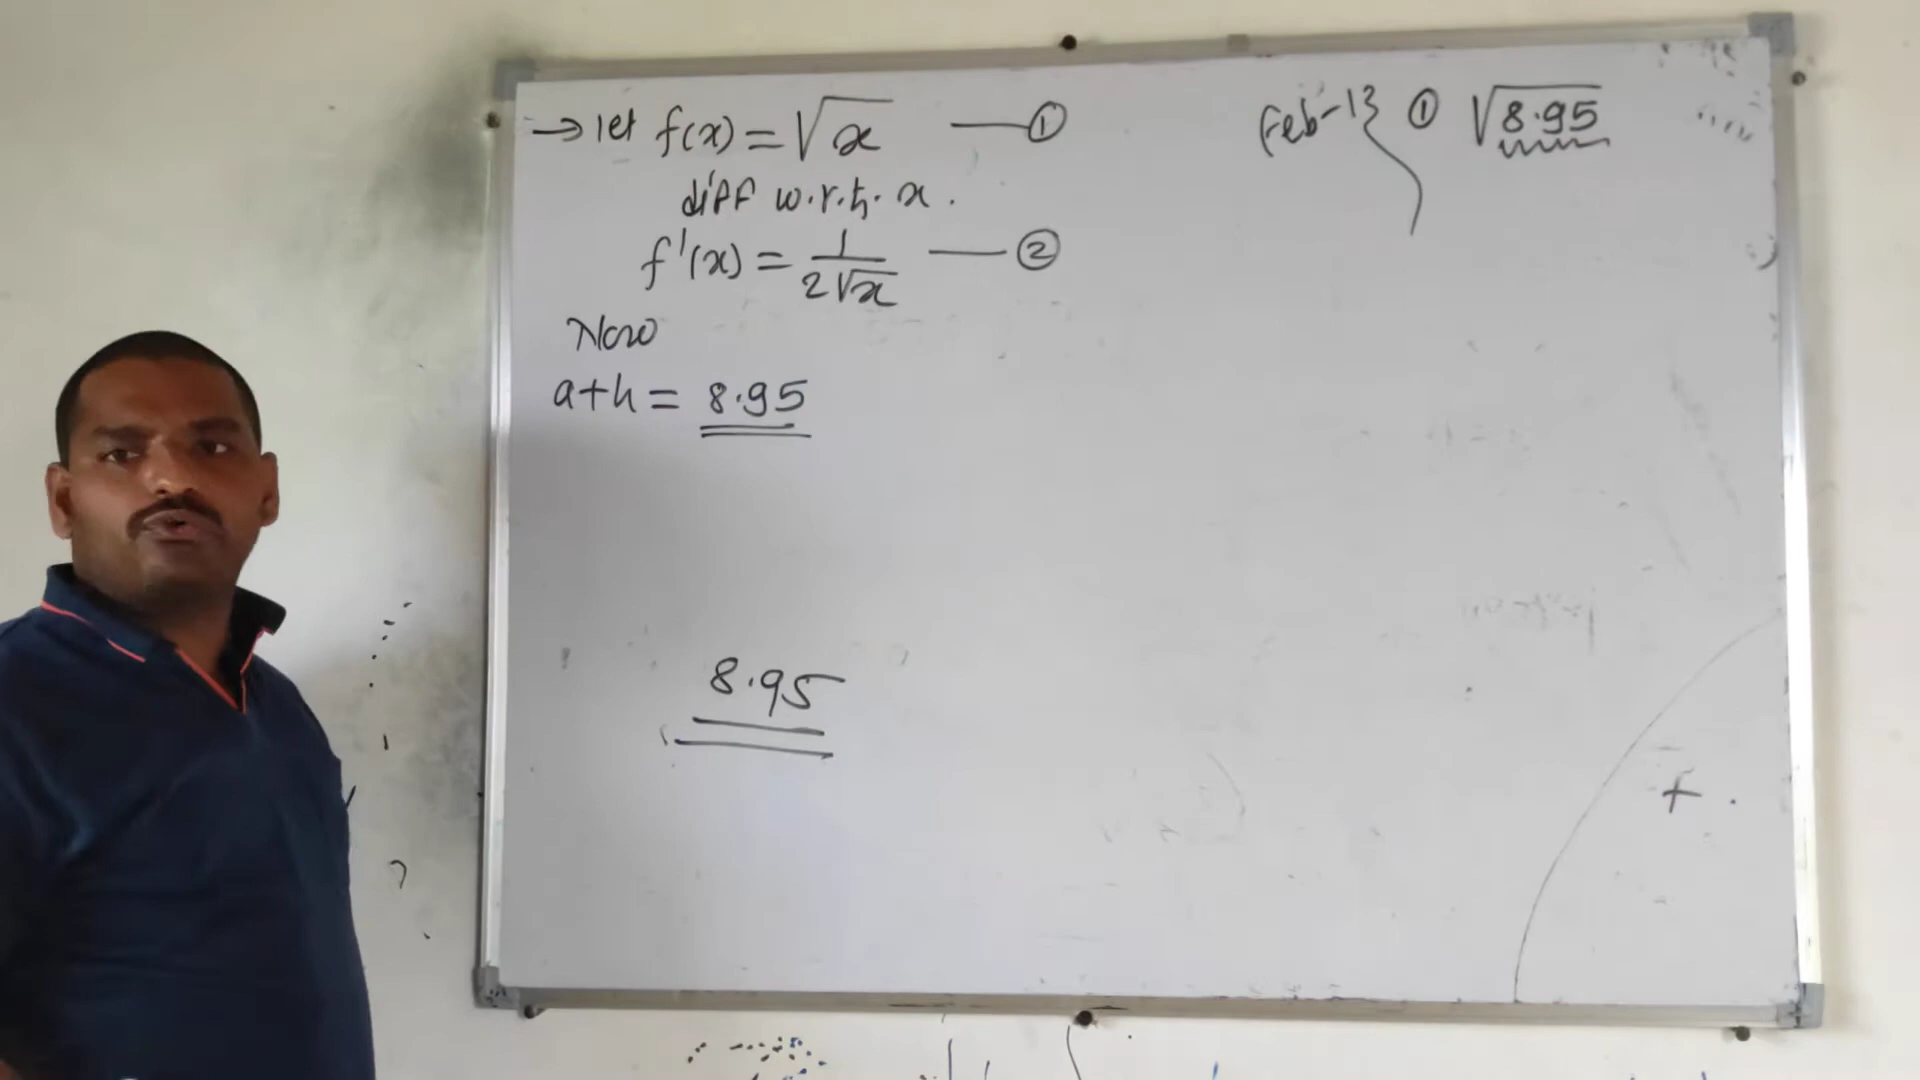 → let f(x) = √x —— ①
diff w.r.t. x.
f'(x) = 1/(2√x) —— ②
Now
a+h = 8.95
8.95
Feb-13 ① √8.95
+ .